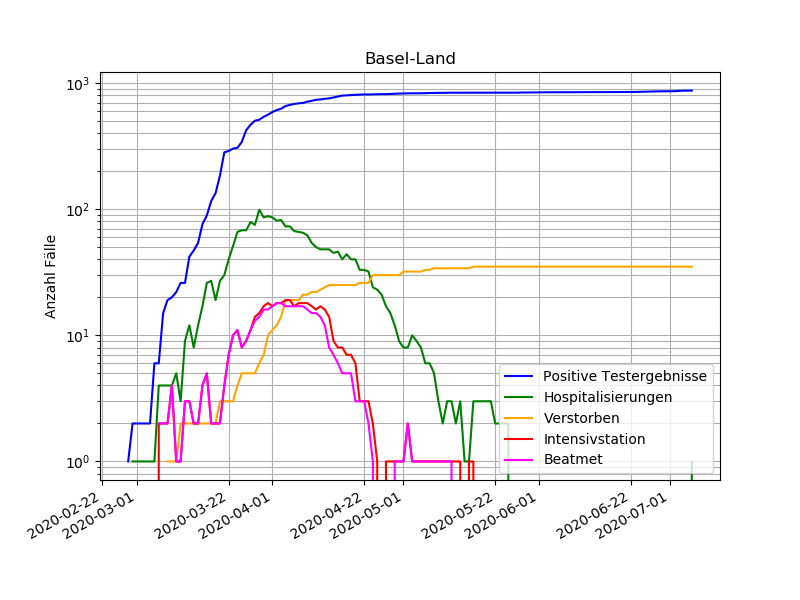 Basel-Land
Anzahl Fälle
10³
10²
10¹
10⁰
Positive Testergebnisse
Hospitalisierungen
Verstorben
Intensivstation
Beatmet
2020-02-22
2020-03-01
2020-03-22
2020-04-01
2020-04-22
2020-05-01
2020-05-22
2020-06-01
2020-06-22
2020-07-01